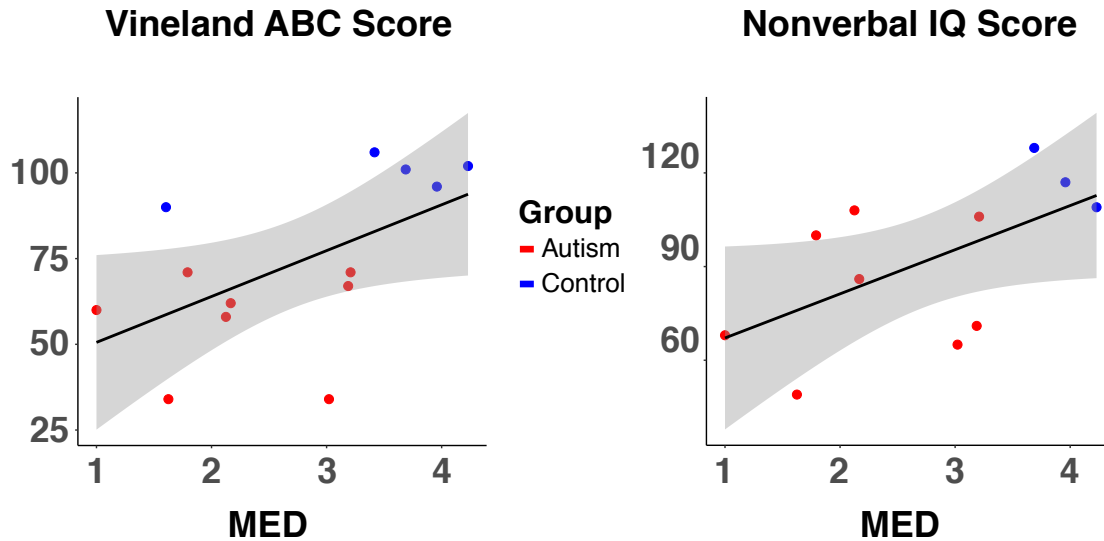 Vineland ABC Score
100
75
50
25
1 2 3 4
MED
Group
Autism
Control
Nonverbal IQ Score
120
90
60
1 2 3 4
MED